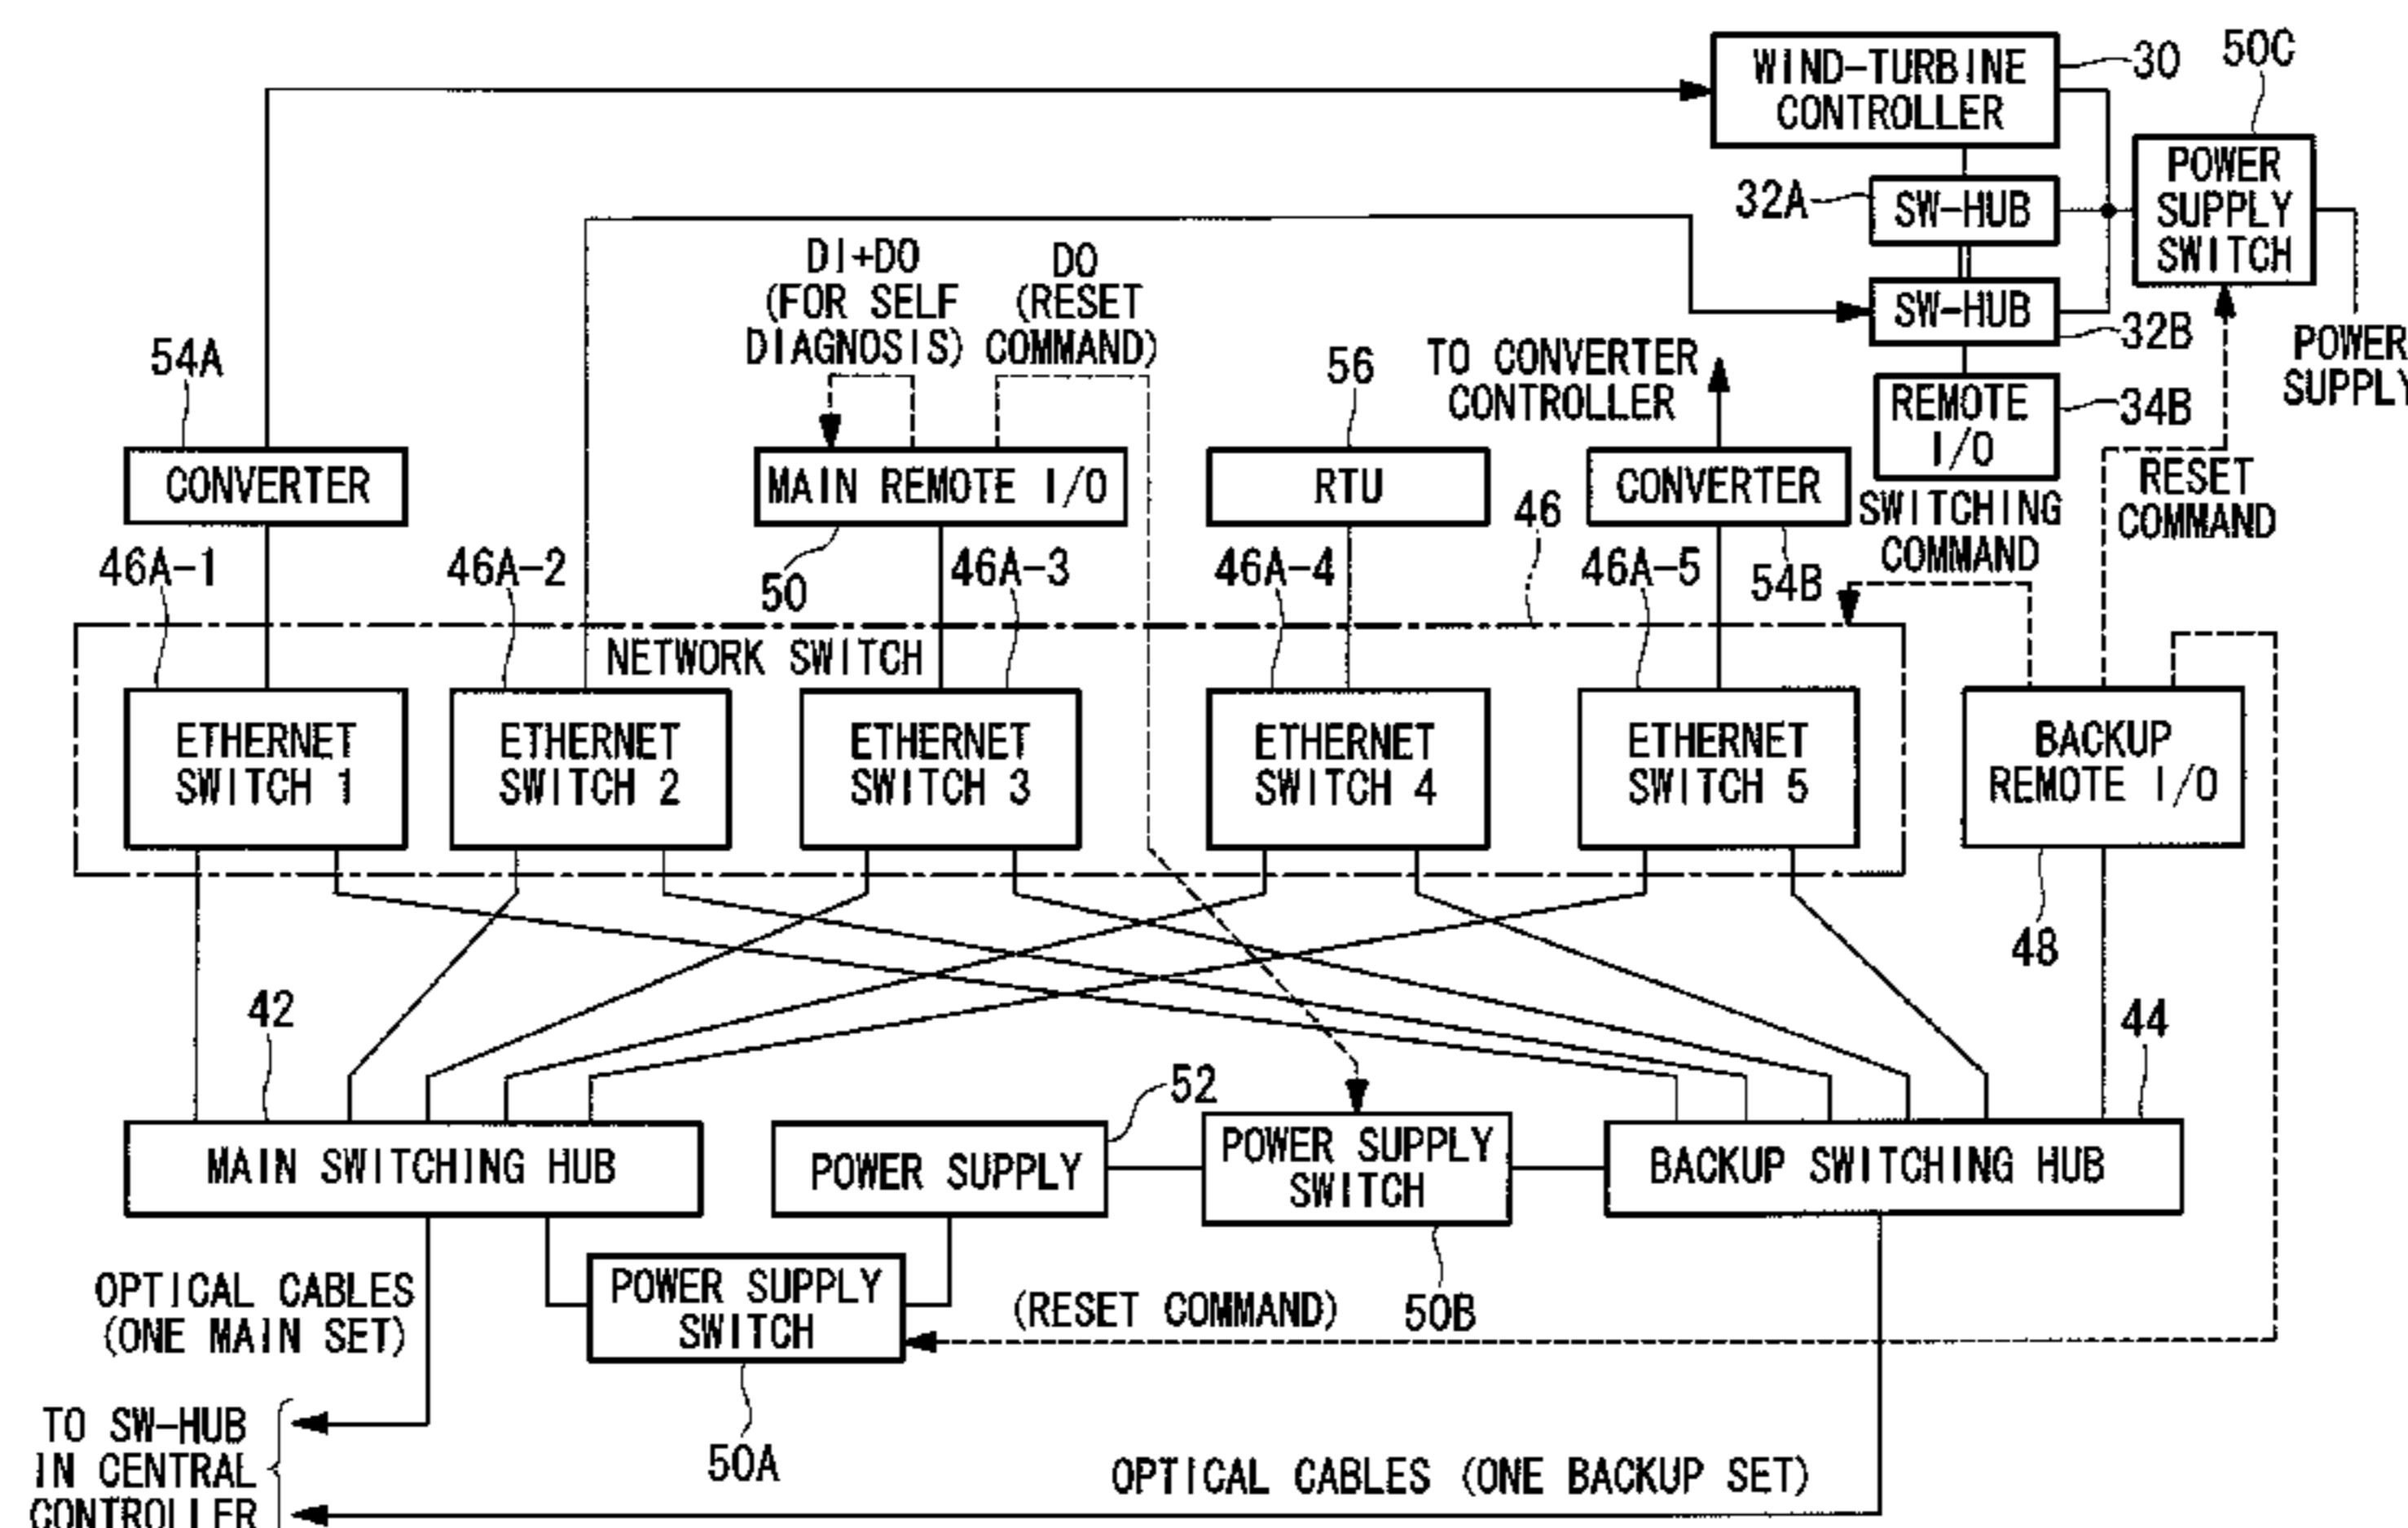 WIND-TURBINE
CONTROLLER
30
50C
POWER
SUPPLY
SWITCH
32A
SW-HUB
DI+DO
(FOR SELF
DIAGNOSIS)
DO
(RESET
COMMAND)
SW-HUB
32B
POWER
SUPPLY
54A
56
TO CONVERTER
CONTROLLER
REMOTE
I/O
34B
CONVERTER
MAIN REMOTE I/O
RTU
46
CONVERTER
SWITCHING
COMMAND
RESET
COMMAND
46A-1
46A-2
50
46A-3
46A-4
46A-5
54B
NETWORK SWITCH
ETHERNET
SWITCH 1
ETHERNET
SWITCH 2
ETHERNET
SWITCH 3
ETHERNET
SWITCH 4
ETHERNET
SWITCH 5
BACKUP
REMOTE I/O
48
42
44
52
MAIN SWITCHING HUB
POWER SUPPLY
POWER SUPPLY
SWITCH
BACKUP SWITCHING HUB
OPTICAL CABLES
(ONE MAIN SET)
POWER SUPPLY
SWITCH
(RESET COMMAND)
50B
TO SW-HUB
IN CENTRAL
CONTROLLER
50A
OPTICAL CABLES (ONE BACKUP SET)